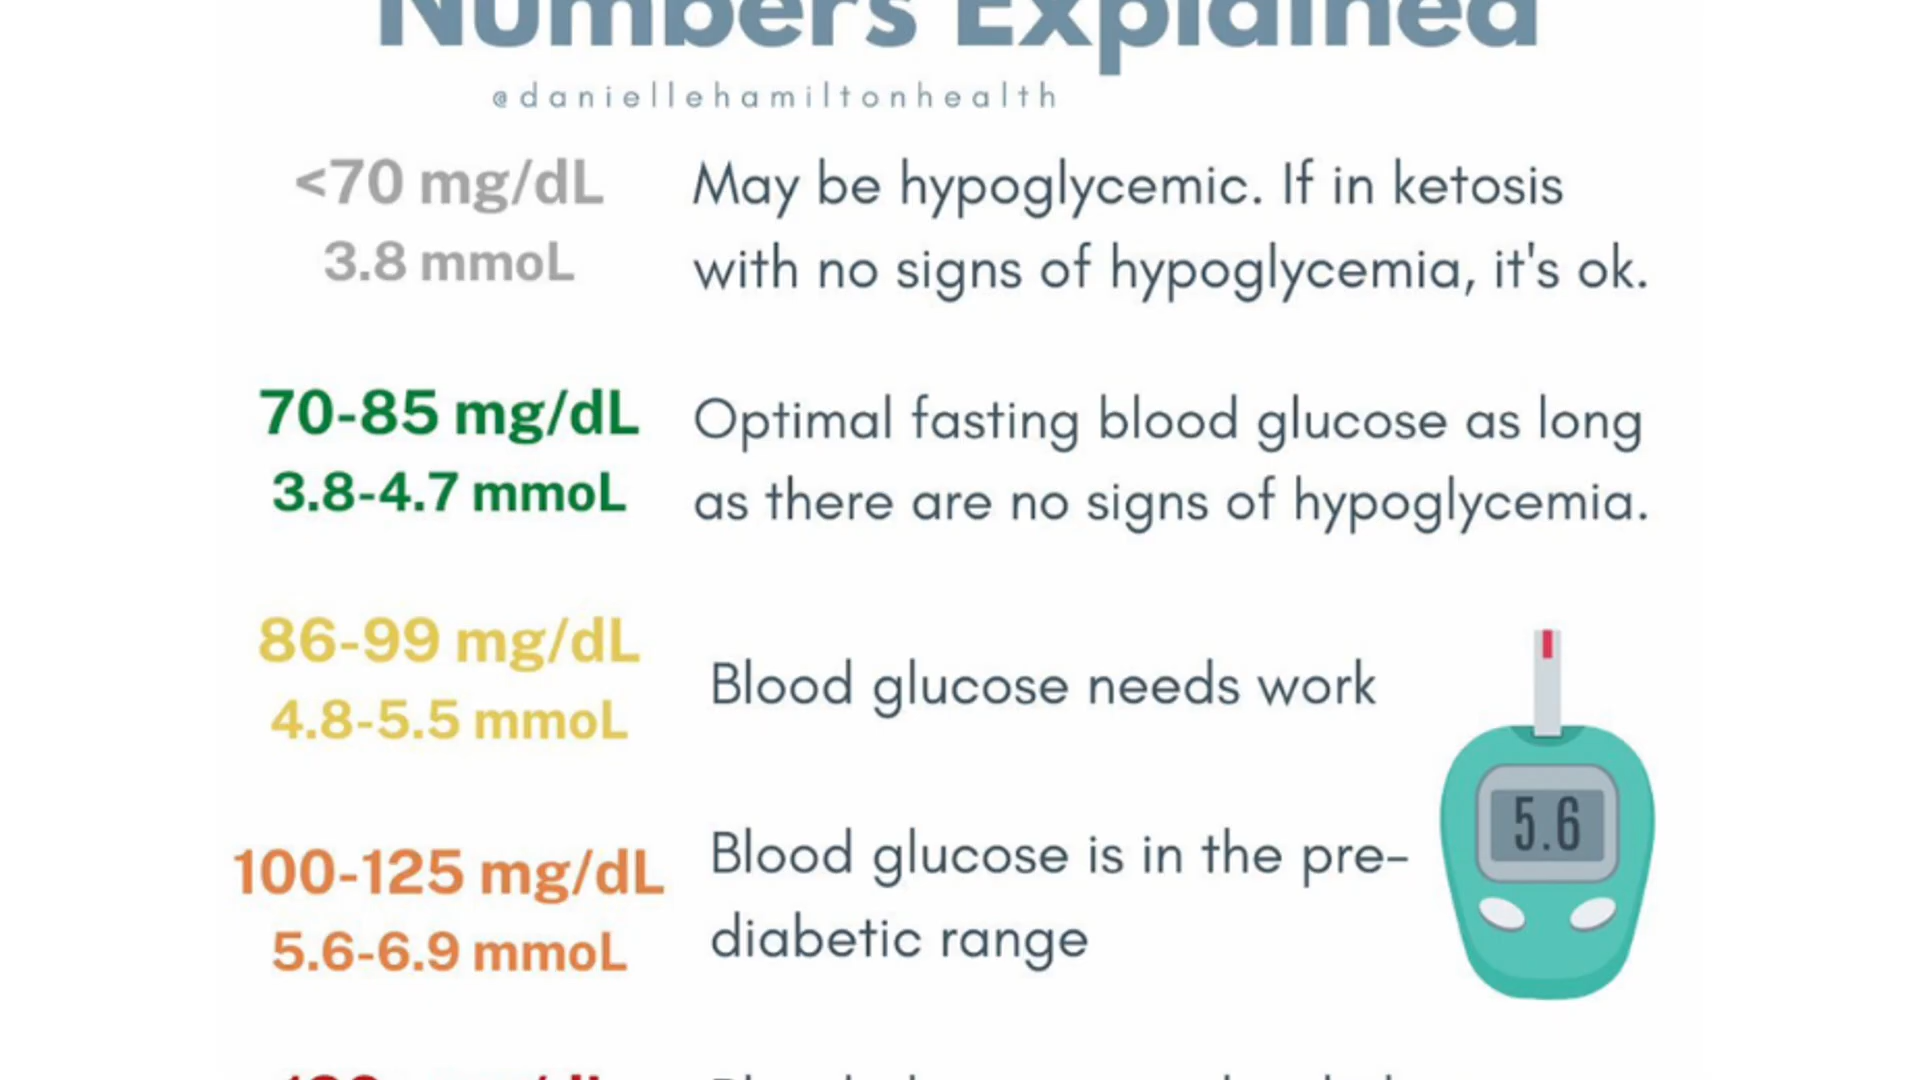 Numbers Explained
@daniellehamiltonhealth
<70 mg/dL
3.8 mmoL
May be hypoglycemic. If in ketosis
with no signs of hypoglycemia, it's ok.
70-85 mg/dL
3.8-4.7 mmoL
Optimal fasting blood glucose as long
as there are no signs of hypoglycemia.
86-99 mg/dL
4.8-5.5 mmoL
Blood glucose needs work
100-125 mg/dL
5.6-6.9 mmoL
Blood glucose is in the pre-
diabetic range
5.6